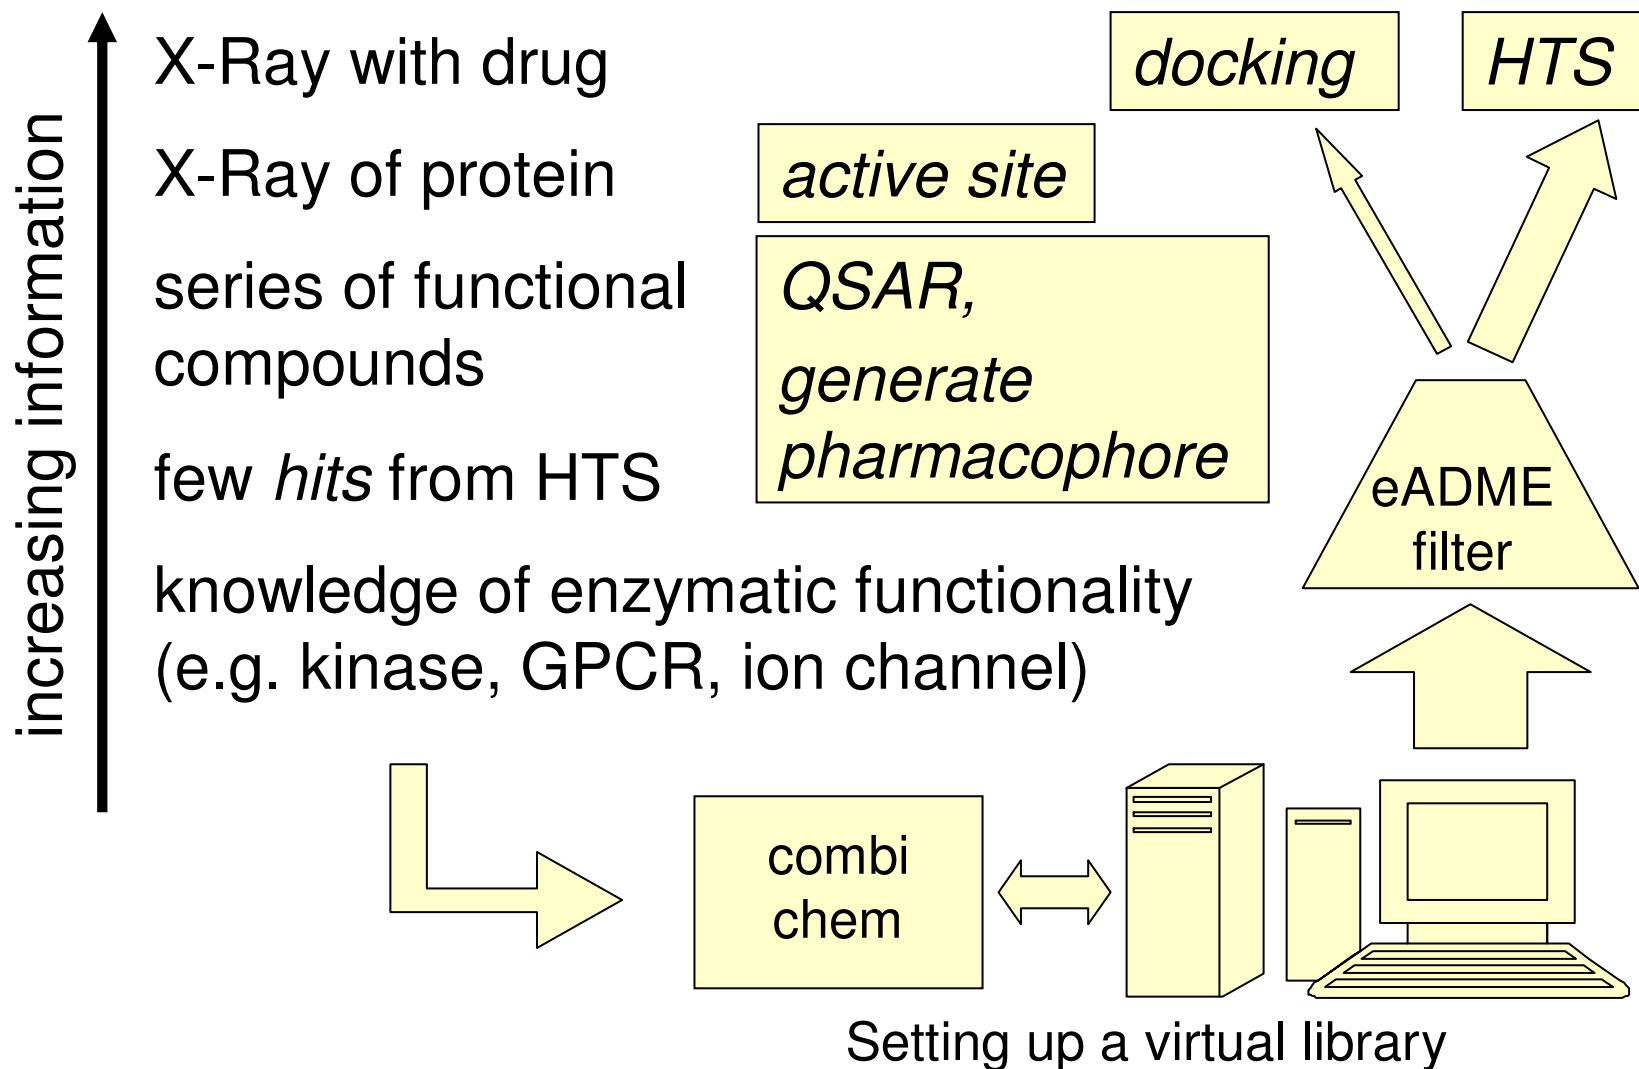 increasing information
X-Ray with drug
X-Ray of protein
series of functional
compounds
few hits from HTS
knowledge of enzymatic functionality
(e.g. kinase, GPCR, ion channel)
active site
QSAR,
generate
pharmacophore
docking
HTS
eADME
filter
combi
chem
Setting up a virtual library